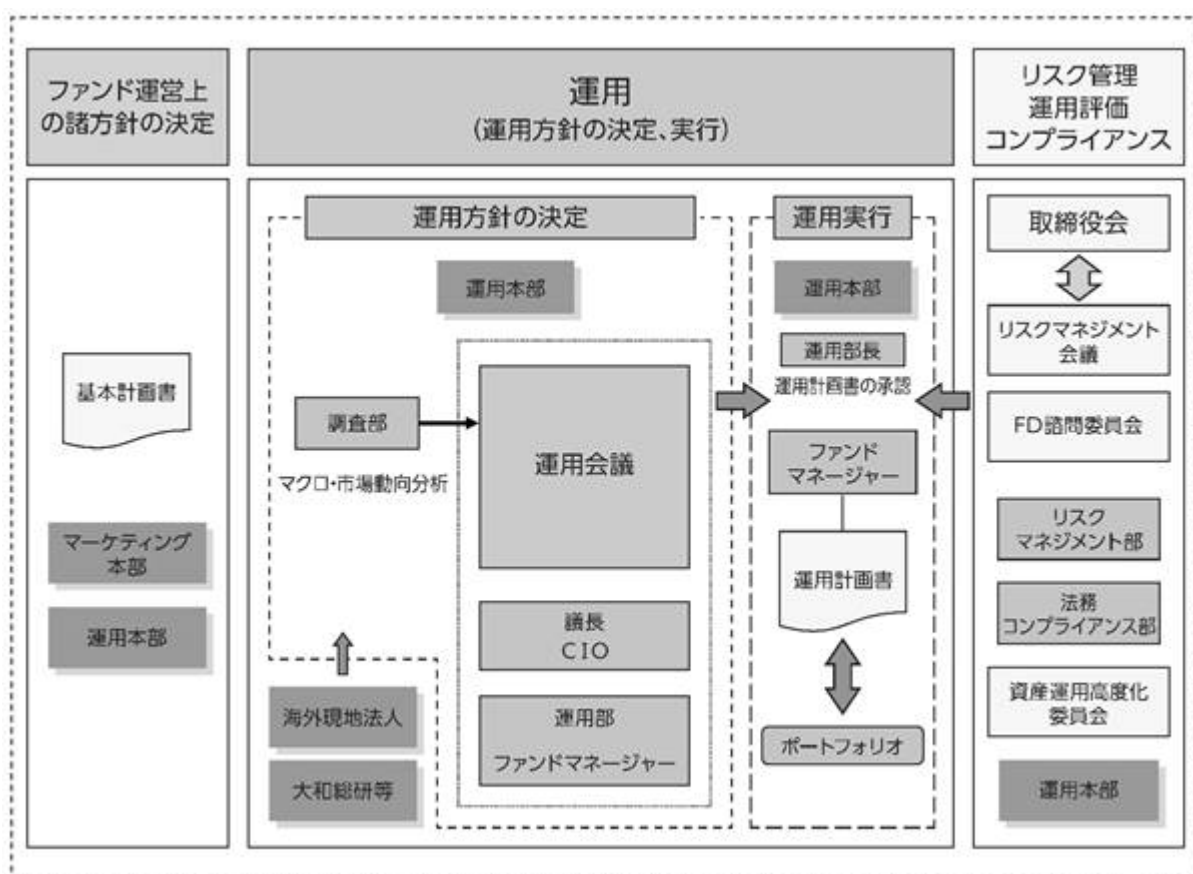 ファンド運営上
の諸方針の決定
運用
(運用方針の決定、実行)
リスク管理
運用評価
コンプライアンス
基本計画書
マーケティング
本部
運用本部
運用方針の決定
運用本部
調査部
マクロ・市場動向分析
運用会議
議長
CIO
運用部
ファンドマネージャー
海外現地法人
大和総研等
運用実行
運用本部
運用部長
運用計画書の承認
ファンド
マネージャー
運用計画書
ポートフォリオ
取締役会
リスクマネジメント
会議
FD諮問委員会
リスク
マネジメント部
法務
コンプライアンス部
資産運用高度化
委員会
運用本部